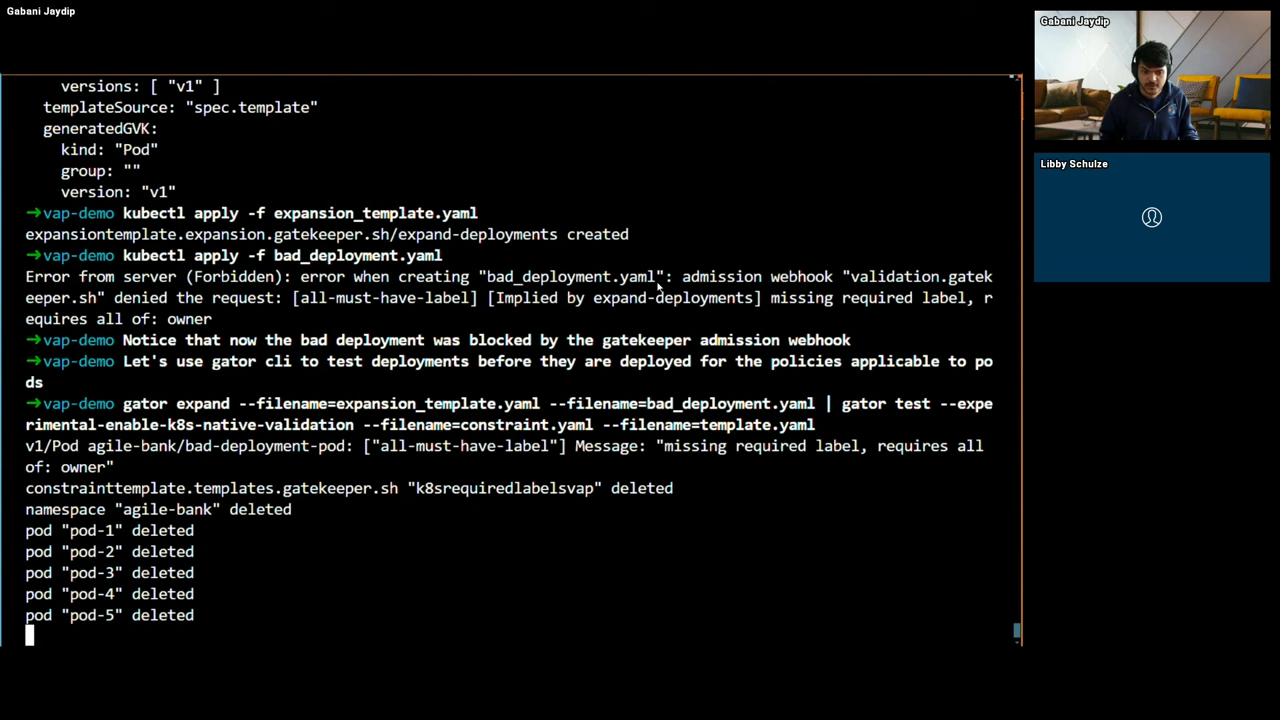 Gabani Jaydip
Gabani Jaydip
Libby Schulze
versions: [ "v1" ]
templateSource: "spec.template"
generatedGVK:
kind: "Pod"
group: ""
version: "v1"
➔vap-demo kubectl apply -f expansion_template.yaml
expansiontemplate.expansion.gatekeeper.sh/expand-deployments created
➔vap-demo kubectl apply -f bad_deployment.yaml
Error from server (Forbidden): error when creating "bad_deployment.yaml": admission webhook "validation.gatek
eeper.sh" denied the request: [all-must-have-label] [Implied by expand-deployments] missing required label, r
equires all of: owner
➔vap-demo Notice that now the bad deployment was blocked by the gatekeeper admission webhook
➔vap-demo Let's use gator cli to test deployments before they are deployed for the policies applicable to po
ds
➔vap-demo gator expand --filename=expansion_template.yaml --filename=bad_deployment.yaml | gator test --expe
rimental-enable-k8s-native-validation --filename=constraint.yaml --filename=template.yaml
v1/Pod agile-bank/bad-deployment-pod: ["all-must-have-label"] Message: "missing required label, requires all
of: owner"
constrainttemplate.templates.gatekeeper.sh "k8srequiredlabelsvap" deleted
namespace "agile-bank" deleted
pod "pod-1" deleted
pod "pod-2" deleted
pod "pod-3" deleted
pod "pod-4" deleted
pod "pod-5" deleted